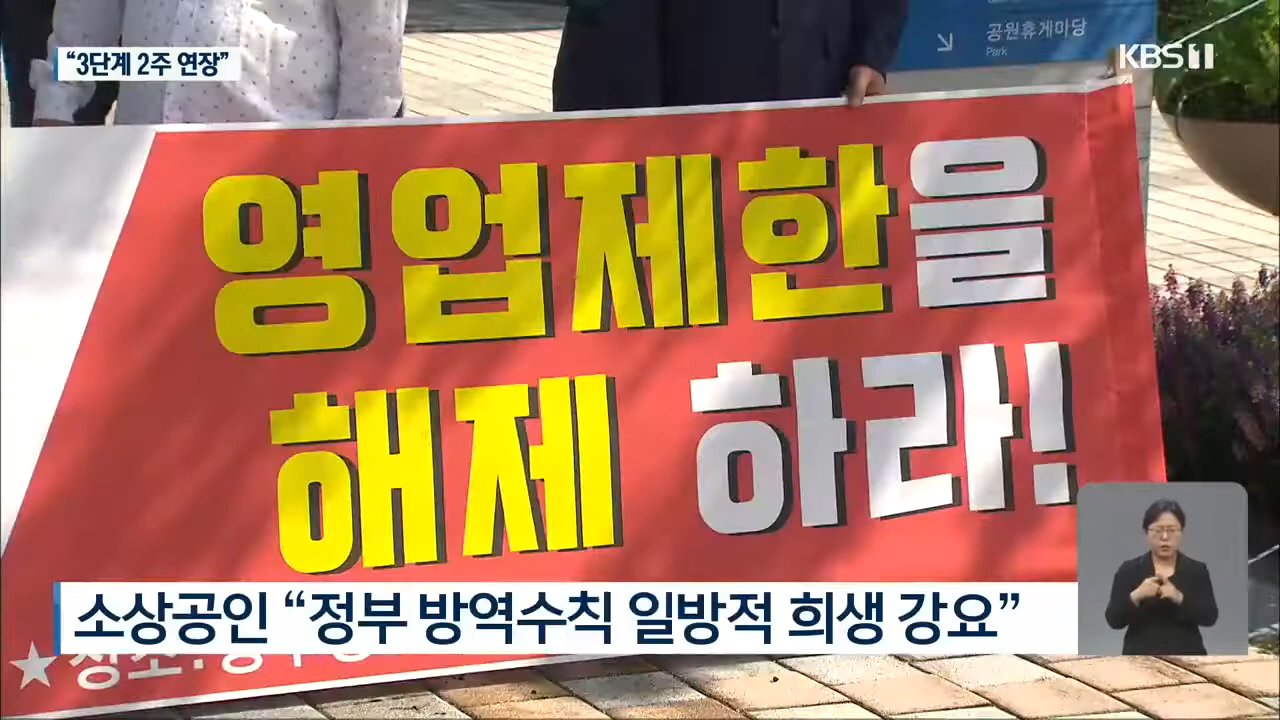 “3단계 2주 연장”
공원휴게마당
Park
KBS1
영업제한을
해제 하라!
소상공인 “정부 방역수칙 일방적 희생 강요”